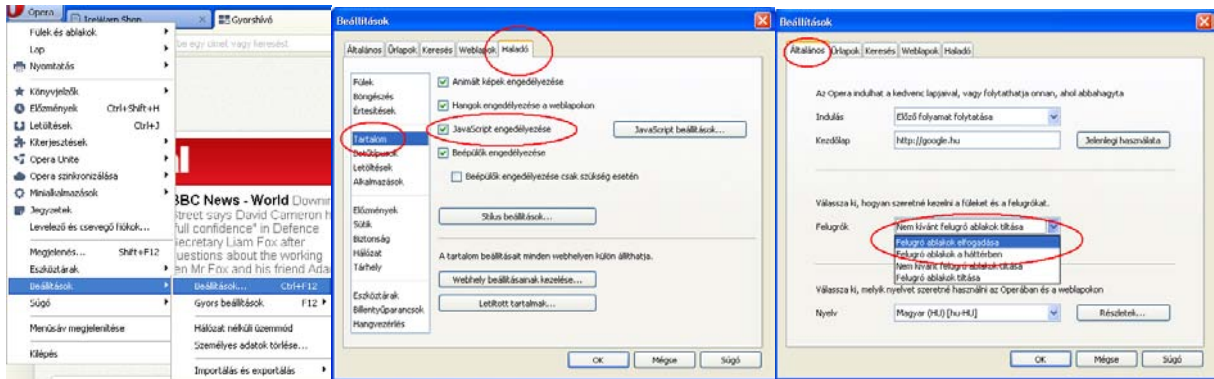 Opera
IceWarp Shop
Gyorshívó
Fülek és ablakok
Lap
Nyomtatás
be egy címet vagy keresést
Könyvjelzők
Előzmények Ctrl+Shift+H
Letöltések Ctrl+J
Kiterjesztések
Opera Unite
Opera szinkronizálása
Minialkalmazások
Jegyzetek
Levelező és csevegő fiókok...
Megjelenés... Shift+F12
Eszköztárak
Beállítások
Súgó
Menüsáv megjelenítése
Kilépés
BBC News - World Downing
Street says David Cameron h
full confidence" in Defence
Secretary Liam Fox after
questions about the working
en Mr Fox and his friend Ada
Beállítások... Ctrl+F12
Gyors beállítások F12
Hálózat nélküli üzemmód
Személyes adatok törlése...
Importálás és exportálás
Beállítások
Általános Űrlapok Keresés Weblapok Haladó
Fülek
Böngészés
Értesítések
Tartalom
Betűtípusok
Letöltések
Alkalmazások
Előzmények
Sütik
Biztonság
Hálózat
Tárhely
Eszköztárak
Billentyűparancsok
Hangvezérlés
Animált képek engedélyezése
Hangok engedélyezése a weblapokon
JavaScript engedélyezése
JavaScript beállítások...
Beépülők engedélyezése
Beépülők engedélyezése csak szükség esetén
Stílus beállítások...
A tartalom beállításait minden webhelyen külön állíthatja.
Webhely beállításainak kezelése...
Letiltott tartalmak...
OK Mégse Súgó
Beállítások
Általános Űrlapok Keresés Weblapok Haladó
Az Opera indulhat a kedvenc lapjaival, vagy folytathatja onnan, ahol abbahagyta
Indulás Előző folyamat folytatása
Kezdőlap http://google.hu Jelenlegi használata
Válassza ki, hogyan szeretné kezelni a füleket és a felugrókat.
Felugrók Nem kívánt felugró ablakok tiltása
Felugró ablakok elfogadása
Felugró ablakok a háttérben
Nem kívánt felugró ablakok tiltása
Felugró ablakok tiltása
Válassza ki, melyik nyelvet szeretné használni az Operában és a weblapokon
Nyelv Magyar (HU) [hu-HU] Részletek...
OK Mégse Súgó